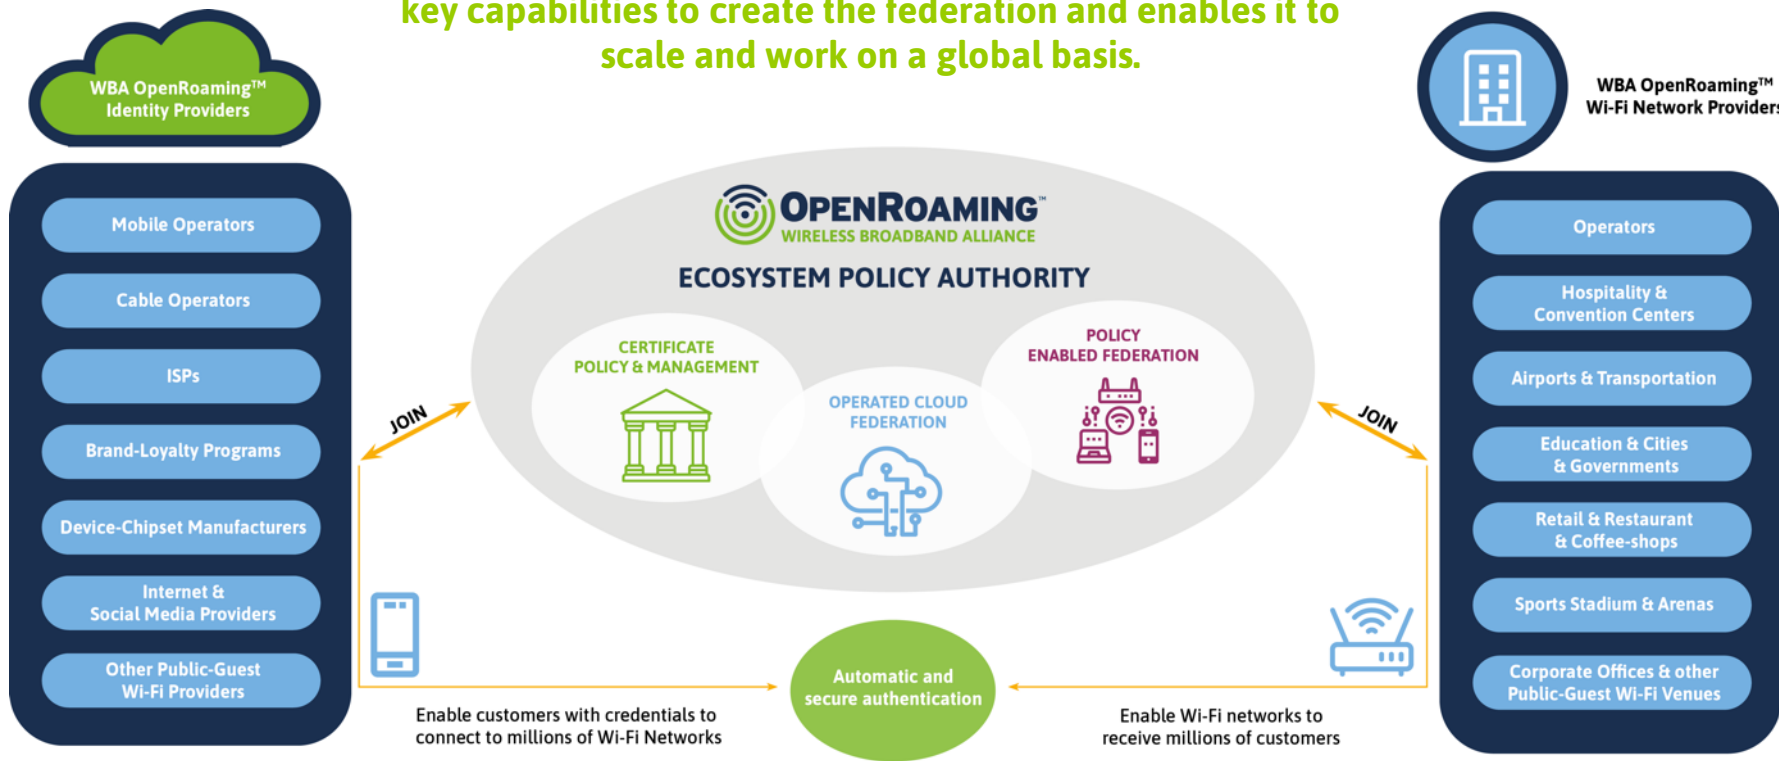 key capabilities to create the federation and enables it to
scale and work on a global basis.
WBA OpenRoaming™
Identity Providers
Mobile Operators
Cable Operators
ISPs
Brand-Loyalty Programs
Device-Chipset Manufacturers
Internet &
Social Media Providers
Other Public-Guest
Wi-Fi Providers
JOIN
OPENROAMING™
WIRELESS BROADBAND ALLIANCE
ECOSYSTEM POLICY AUTHORITY
CERTIFICATE
POLICY & MANAGEMENT
OPERATED CLOUD
FEDERATION
POLICY
ENABLED FEDERATION
JOIN
WBA OpenRoaming™
Wi-Fi Network Providers
Operators
Hospitality &
Convention Centers
Airports & Transportation
Education & Cities
& Governments
Retail & Restaurant
& Coffee-shops
Sports Stadium & Arenas
Corporate Offices & other
Public-Guest Wi-Fi Venues
Enable customers with credentials to
connect to millions of Wi-Fi Networks
Automatic and
secure authentication
Enable Wi-Fi networks to
receive millions of customers